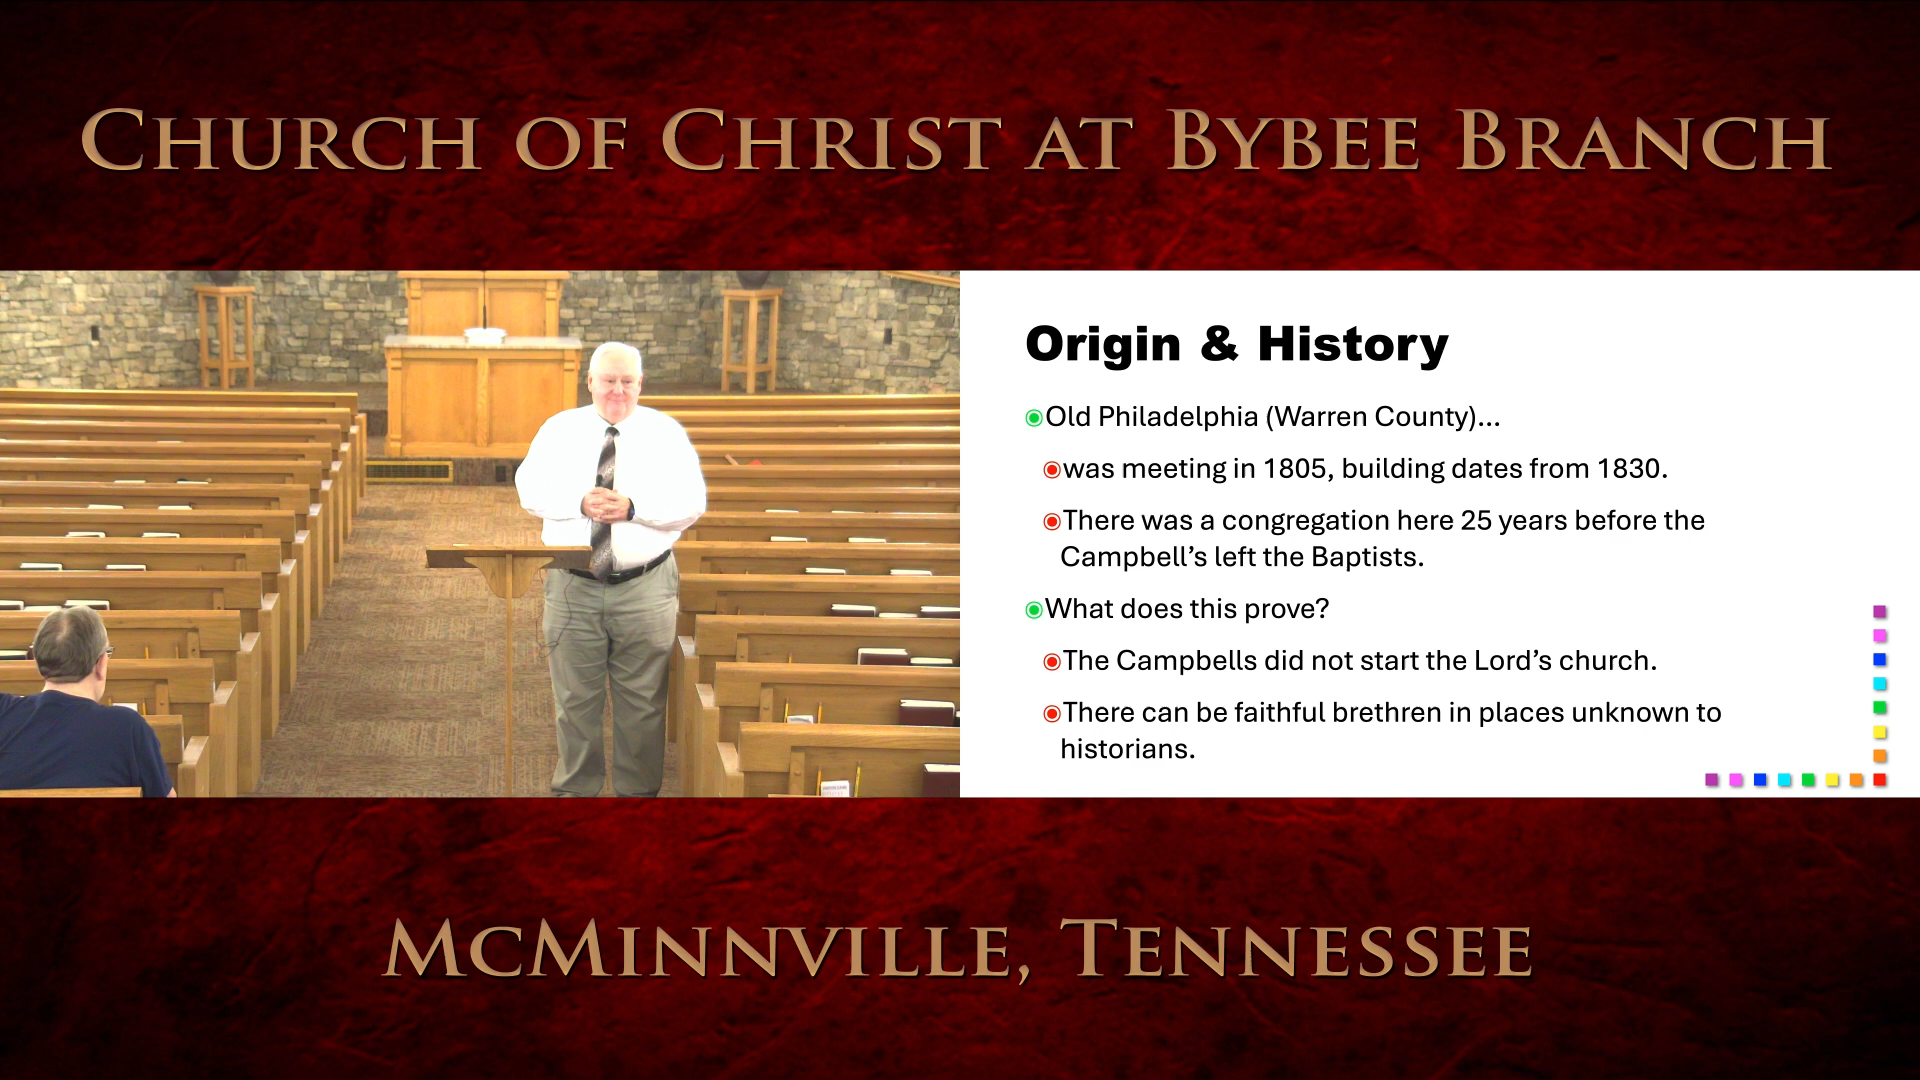 Church of Christ at Bybee Branch
Origin & History
Old Philadelphia (Warren County)...
was meeting in 1805, building dates from 1830.
There was a congregation here 25 years before the
Campbell’s left the Baptists.
What does this prove?
The Campbells did not start the Lord’s church.
There can be faithful brethren in places unknown to
historians.
McMinnville, Tennessee